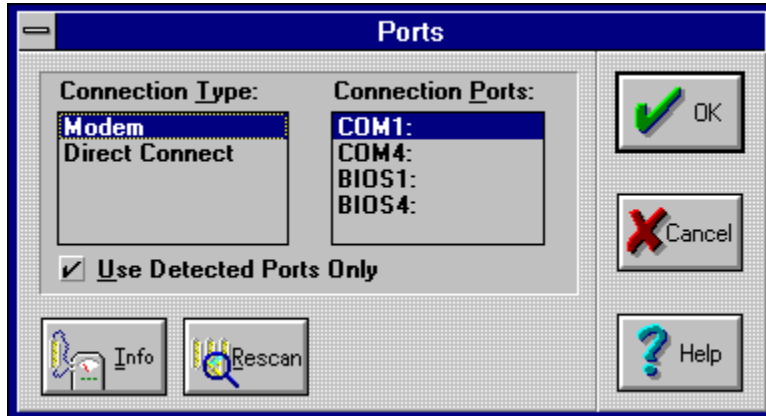 Ports
Connection Type:
Modem
Direct Connect
Connection Ports:
COM1:
COM4:
BIOS1:
BIOS4:
Use Detected Ports Only
Info
Rescan
OK
Cancel
Help